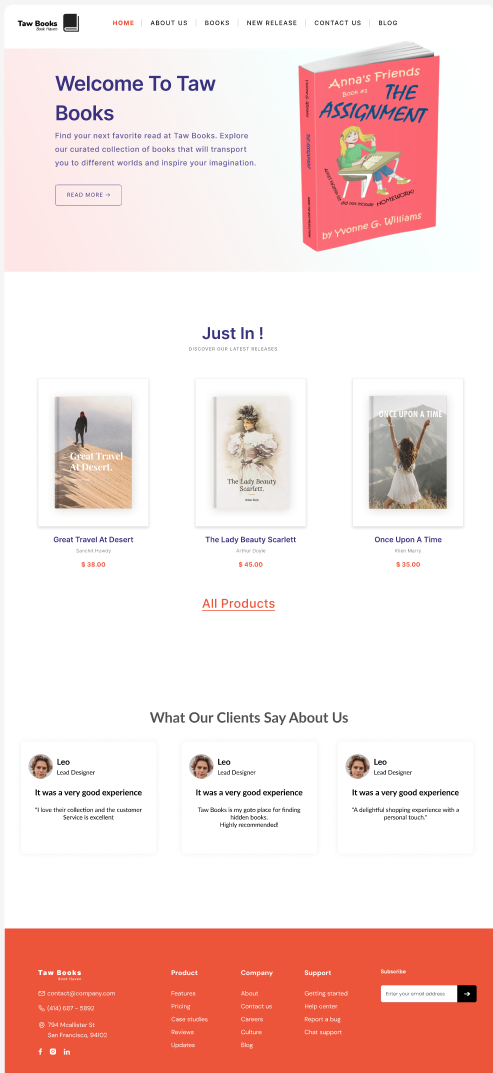 Taw Books
Book Haven
HOME
ABOUT US
BOOKS
NEW RELEASE
CONTACT US
BLOG
Welcome To Taw
Books
Find your next favorite read at Taw Books. Explore
our curated collection of books that will transport
you to different worlds and inspire your imagination.
READ MORE →
Anna's Friends
Book #1
THE
ASSIGNMENT
did not include HOMEWORK!
by Yvonne G. Williams
Just In !
DISCOVER OUR LATEST RELEASES
Great Travel
At Desert.
The Lady Beauty
Scarlett.
ONCE UPON A TIME
Great Travel At Desert
The Lady Beauty Scarlett
Once Upon A Time
Sanchit Howdy
Arthur Doyle
Klien Marry
$ 38.00
$ 45.00
$ 35.00
All Products
What Our Clients Say About Us
Leo
Lead Designer
It was a very good experience
"I love their collection and the customer
Service is excellent
Leo
Lead Designer
It was a very good experience
Taw Books is my goto place for finding
hidden books.
Highly recommended!
Leo
Lead Designer
It was a very good experience
"A delightful shopping experience with a
personal touch."
Taw Books
Book Haven
contact@company.com
(414) 687 - 5892
794 Mcallister St
San Francisco, 94102
Product
Features
Pricing
Case studies
Reviews
Updates
Company
About
Contact us
Careers
Culture
Blog
Support
Getting started
Help center
Report a bug
Chat support
Subscribe
Enter your email address